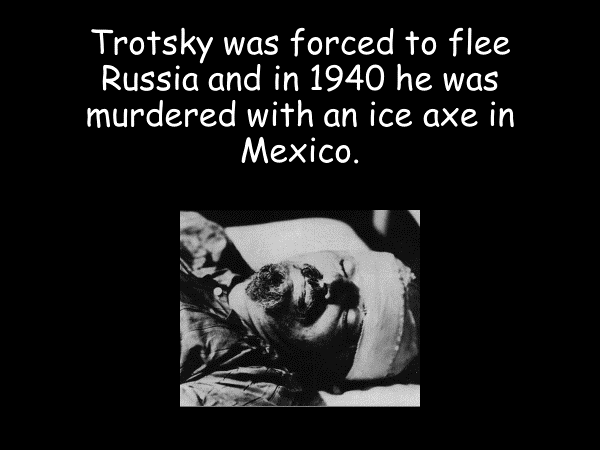 Trotsky was forced to flee
Russia and in 1940 he was
murdered with an ice axe in
Mexico.